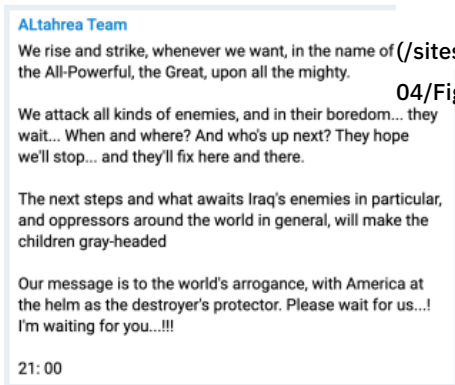 ALtahrea Team
We rise and strike, whenever we want, in the name of (/sites
the All-Powerful, the Great, upon all the mighty.
04/Fig
We attack all kinds of enemies, and in their boredom... they
wait... When and where? And who's up next? They hope
we'll stop... and they'll fix here and there.
The next steps and what awaits Iraq's enemies in particular,
and oppressors around the world in general, will make the
children gray-headed
Our message is to the world's arrogance, with America at
the helm as the destroyer's protector. Please wait for us...!
I'm waiting for you...!!!
21: 00